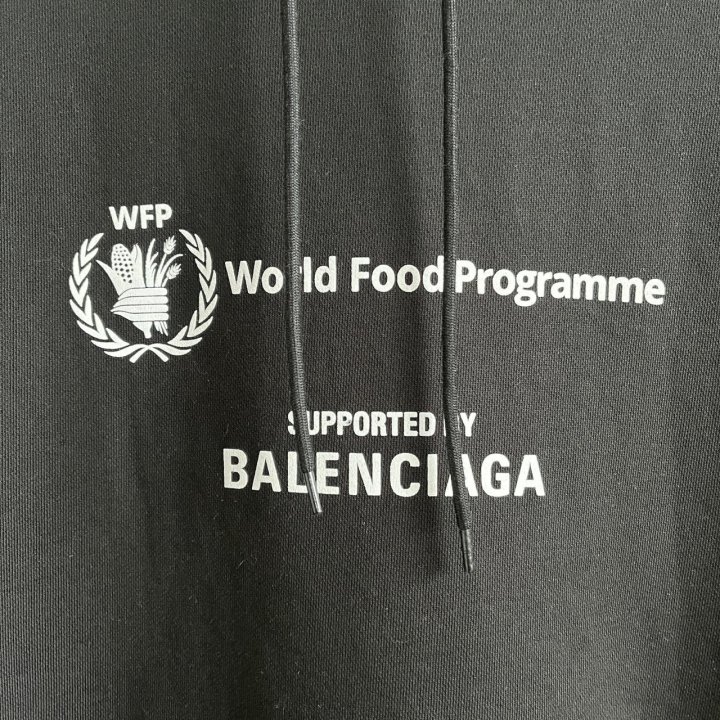 WFP
World Food Programme
SUPPORTED BY
BALENCIAGA